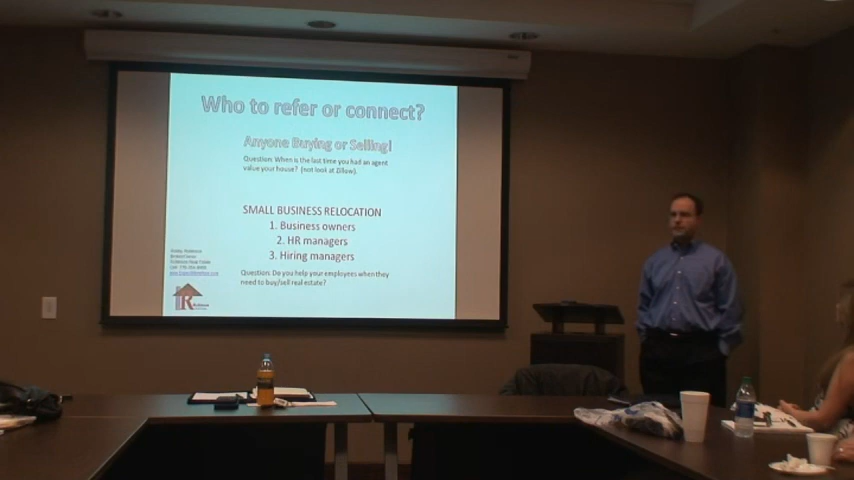 Who to refer or connect?
Anyone Buying or Selling!
Question: When is the last time you had an agent
value your house? (not look at Zillow).
SMALL BUSINESS RELOCATION
1. Business owners
2. HR managers
3. Hiring managers
Question: Do you help your employees when they
need to buy/sell real estate?
R